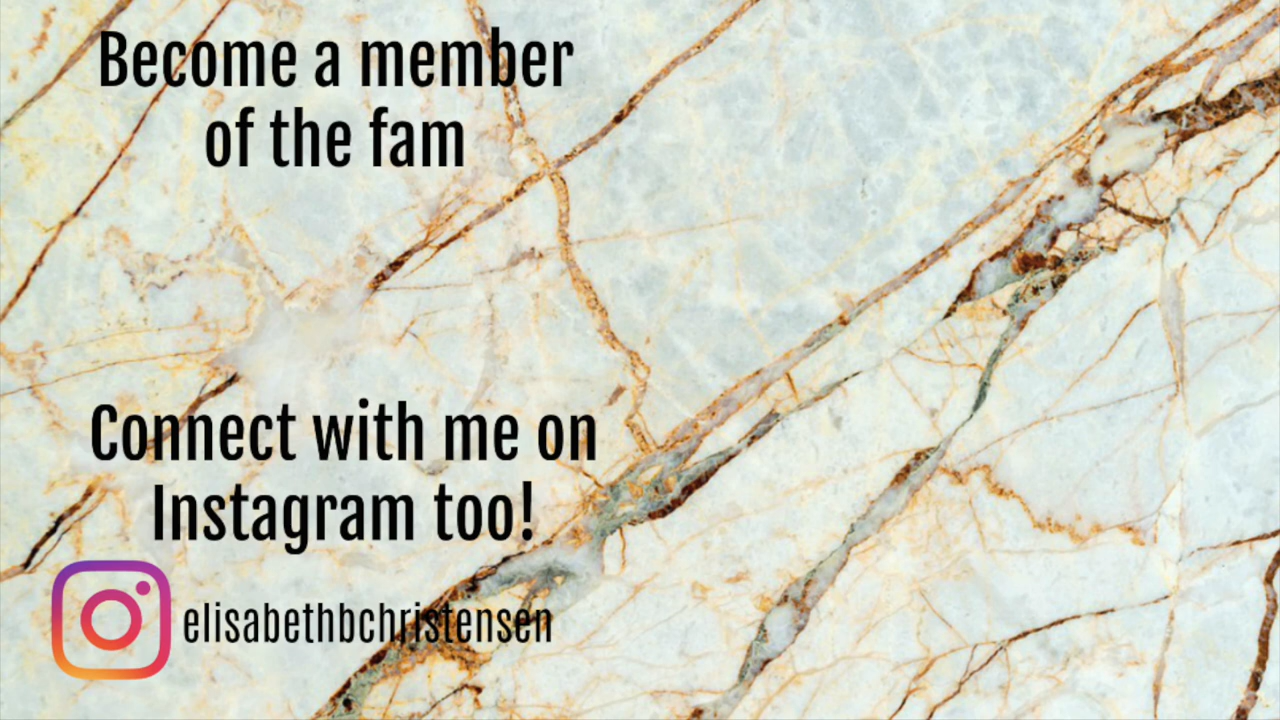 Become a member
of the fam
Connect with me on
Instagram too!
elisabethbchristensen